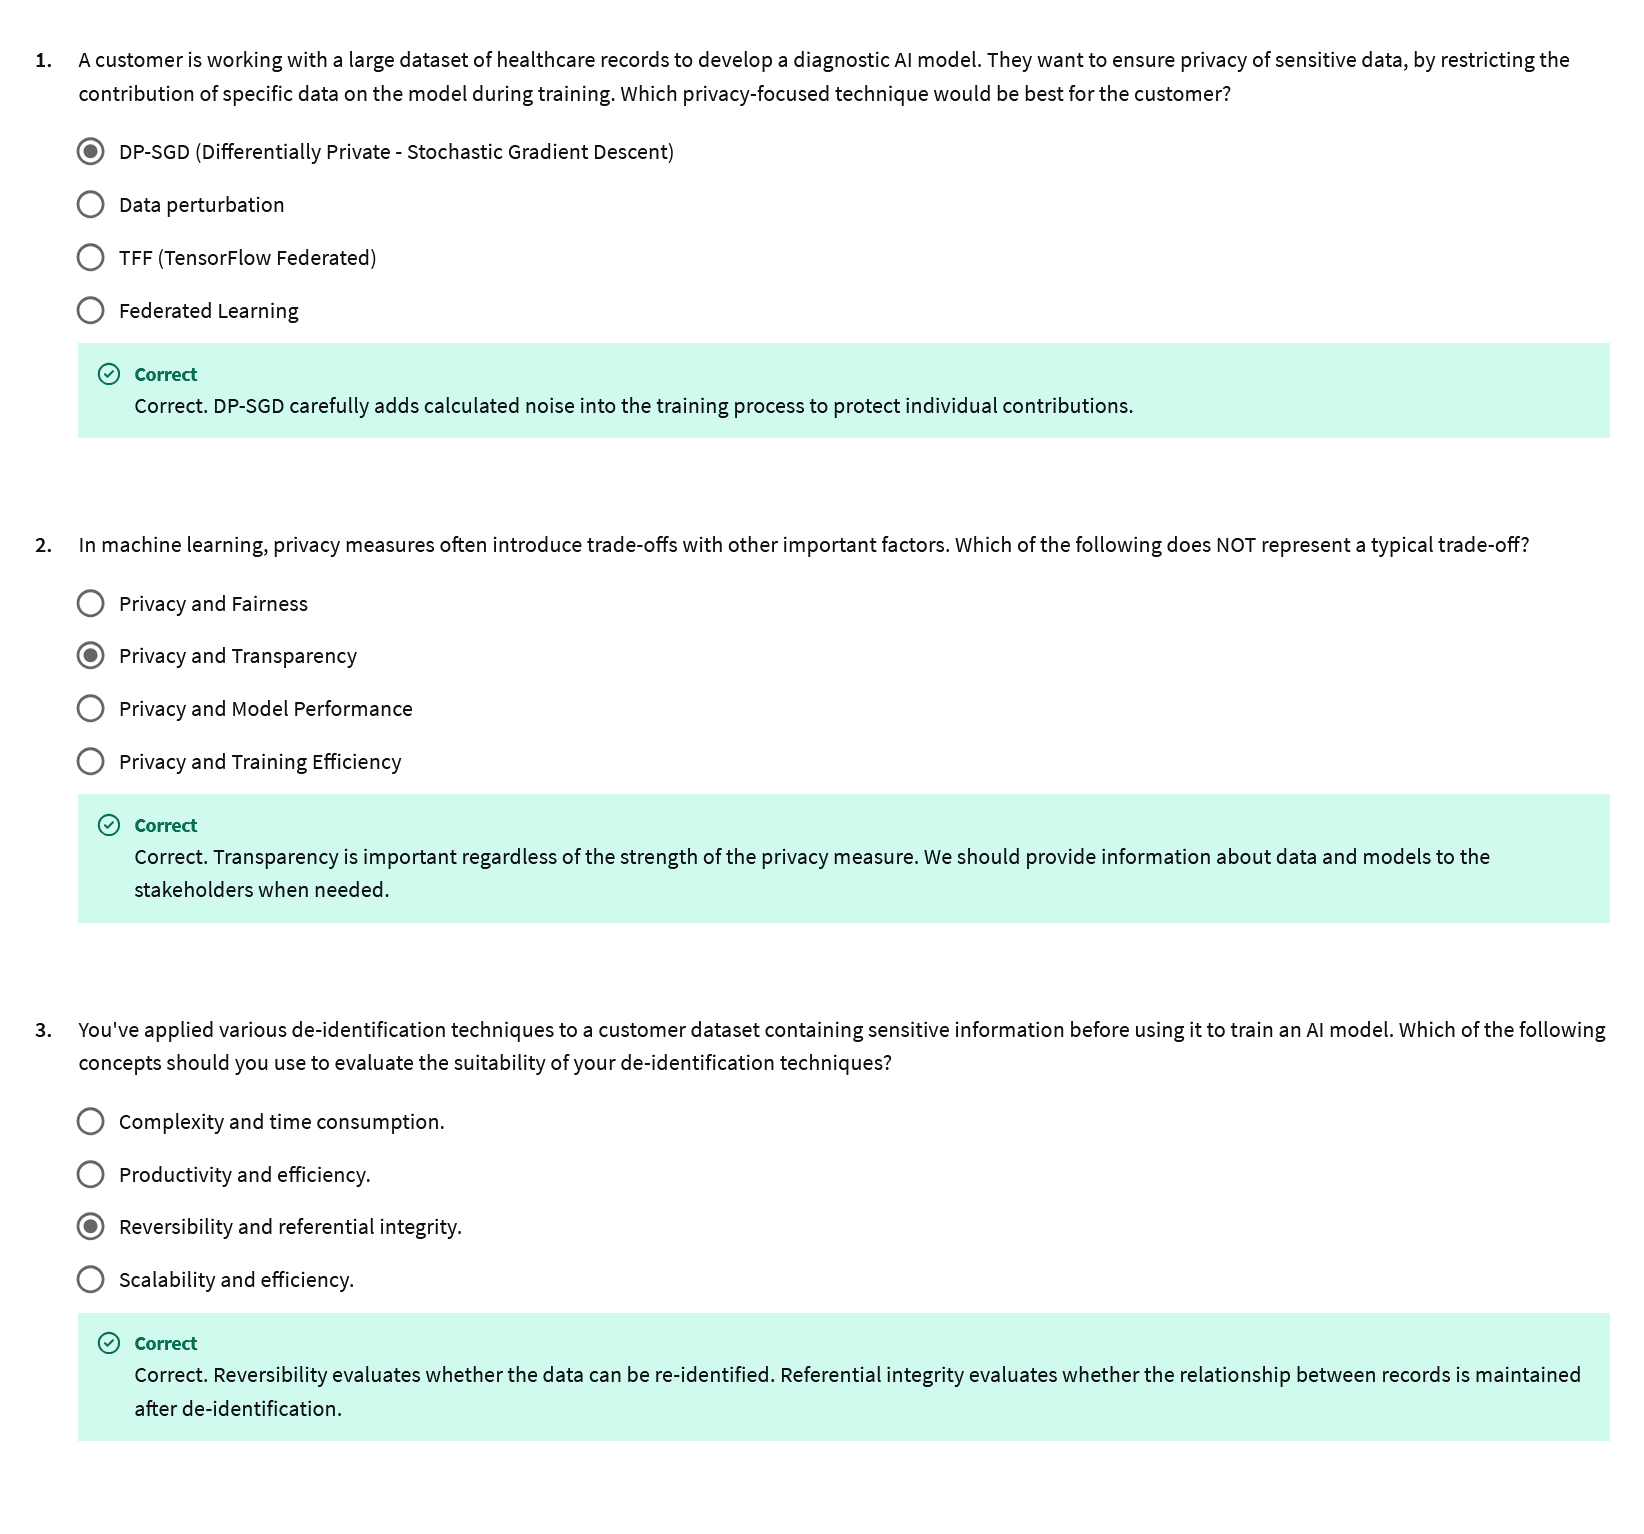 1. A customer is working with a large dataset of healthcare records to develop a diagnostic AI model. They want to ensure privacy of sensitive data, by restricting the
contribution of specific data on the model during training. Which privacy-focused technique would be best for the customer?
DP-SGD (Differentially Private - Stochastic Gradient Descent)
Data perturbation
TFF (TensorFlow Federated)
Federated Learning
Correct
Correct. DP-SGD carefully adds calculated noise into the training process to protect individual contributions.
2. In machine learning, privacy measures often introduce trade-offs with other important factors. Which of the following does NOT represent a typical trade-off?
Privacy and Fairness
Privacy and Transparency
Privacy and Model Performance
Privacy and Training Efficiency
Correct
Correct. Transparency is important regardless of the strength of the privacy measure. We should provide information about data and models to the
stakeholders when needed.
3. You've applied various de-identification techniques to a customer dataset containing sensitive information before using it to train an AI model. Which of the following
concepts should you use to evaluate the suitability of your de-identification techniques?
Complexity and time consumption.
Productivity and efficiency.
Reversibility and referential integrity.
Scalability and efficiency.
Correct
Correct. Reversibility evaluates whether the data can be re-identified. Referential integrity evaluates whether the relationship between records is maintained
after de-identification.